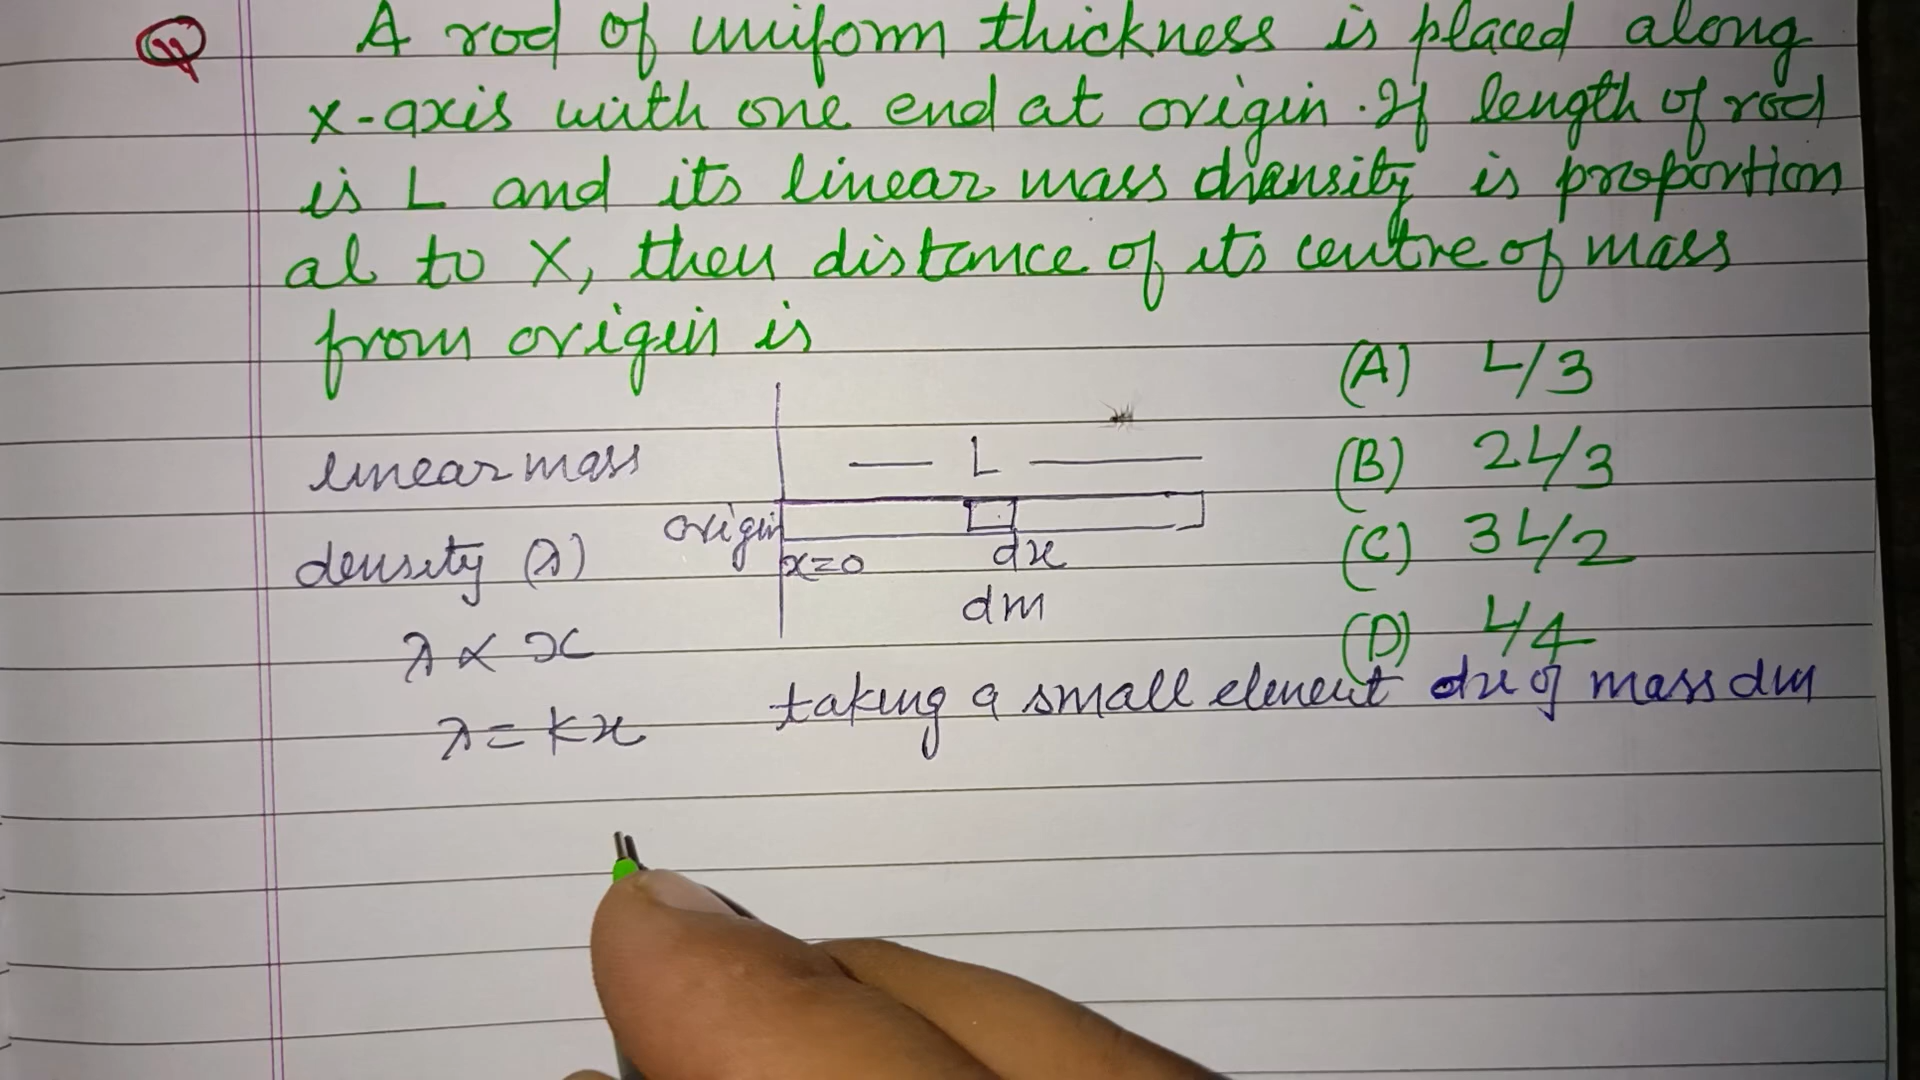 Q
A rod of uniform thickness is placed along
x-axis with one end at origin. If length of rod
is L and its linear mass density is proportion
al to X, then distance of its centre of mass
from origin is
(A) L/3
(B) 2L/3
(C) 3L/2
(D) L/4
linear mass
density (λ)
λ ∝ x
λ = kx
L
origin
x=0
dx
dm
taking a small element dx of mass dm